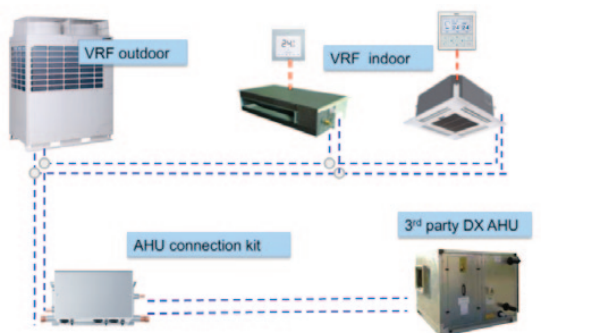 VRF outdoor
VRF indoor
AHU connection kit
3rd party DX AHU